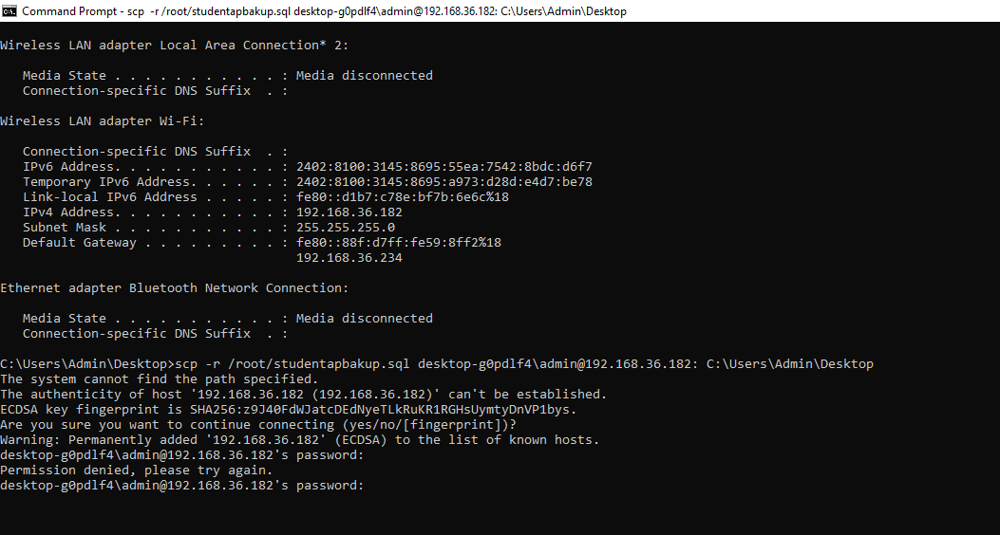 Command Prompt - scp -r /root/studentapbakup.sql desktop-g0pdlf4\admin@192.168.36.182: C:\Users\Admin\Desktop
Wireless LAN adapter Local Area Connection* 2:
Media State . . . . . . . . . . . : Media disconnected
Connection-specific DNS Suffix . :
Wireless LAN adapter Wi-Fi:
Connection-specific DNS Suffix . :
IPv6 Address. . . . . . . . . . . : 2402:8100:3145:8695:55ea:7542:8bdc:d6f7
Temporary IPv6 Address. . . . . . : 2402:8100:3145:8695:a973:d28d:e4d7:be78
Link-local IPv6 Address . . . . . : fe80::d1b7:c78e:bf7b:6e6c%18
IPv4 Address. . . . . . . . . . . : 192.168.36.182
Subnet Mask . . . . . . . . . . . : 255.255.255.0
Default Gateway . . . . . . . . . : fe80::88f:d7ff:fe59:8ff2%18
192.168.36.234
Ethernet adapter Bluetooth Network Connection:
Media State . . . . . . . . . . . : Media disconnected
Connection-specific DNS Suffix . :
C:\Users\Admin\Desktop>scp -r /root/studentapbakup.sql desktop-g0pdlf4\admin@192.168.36.182: C:\Users\Admin\Desktop
The system cannot find the path specified.
The authenticity of host '192.168.36.182 (192.168.36.182)' can't be established.
ECDSA key fingerprint is SHA256:z9J40FdWJatcDEdNyeTLkRuKR1RGHsUymtyDnVP1bys.
Are you sure you want to continue connecting (yes/no/[fingerprint])?
Warning: Permanently added '192.168.36.182' (ECDSA) to the list of known hosts.
desktop-g0pdlf4\admin@192.168.36.182's password:
Permission denied, please try again.
desktop-g0pdlf4\admin@192.168.36.182's password: